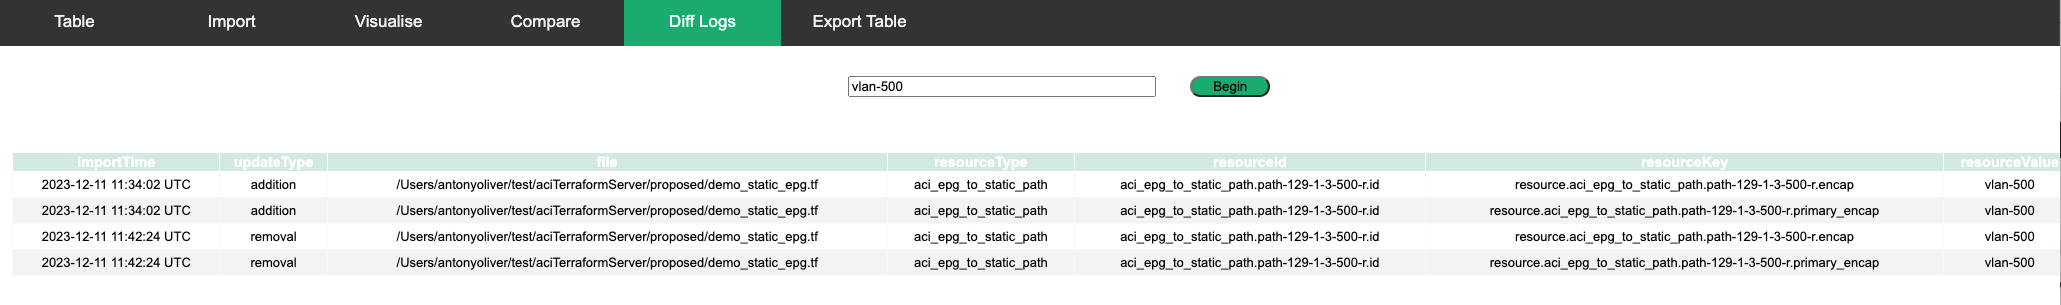 Table Import Visualise Compare Diff Logs Export Table
vlan-500 Begin
importTime updateType file resourceType resourceId resourceKey resourceValue
2023-12-11 11:34:02 UTC addition /Users/antonyoliver/test/aciTerraformServer/proposed/demo_static_epg.tf aci_epg_to_static_path aci_epg_to_static_path.path-129-1-3-500-r.id resource.aci_epg_to_static_path.path-129-1-3-500-r.encap vlan-500
2023-12-11 11:34:02 UTC addition /Users/antonyoliver/test/aciTerraformServer/proposed/demo_static_epg.tf aci_epg_to_static_path aci_epg_to_static_path.path-129-1-3-500-r.id resource.aci_epg_to_static_path.path-129-1-3-500-r.primary_encap vlan-500
2023-12-11 11:42:24 UTC removal /Users/antonyoliver/test/aciTerraformServer/proposed/demo_static_epg.tf aci_epg_to_static_path aci_epg_to_static_path.path-129-1-3-500-r.id resource.aci_epg_to_static_path.path-129-1-3-500-r.encap vlan-500
2023-12-11 11:42:24 UTC removal /Users/antonyoliver/test/aciTerraformServer/proposed/demo_static_epg.tf aci_epg_to_static_path aci_epg_to_static_path.path-129-1-3-500-r.id resource.aci_epg_to_static_path.path-129-1-3-500-r.primary_encap vlan-500